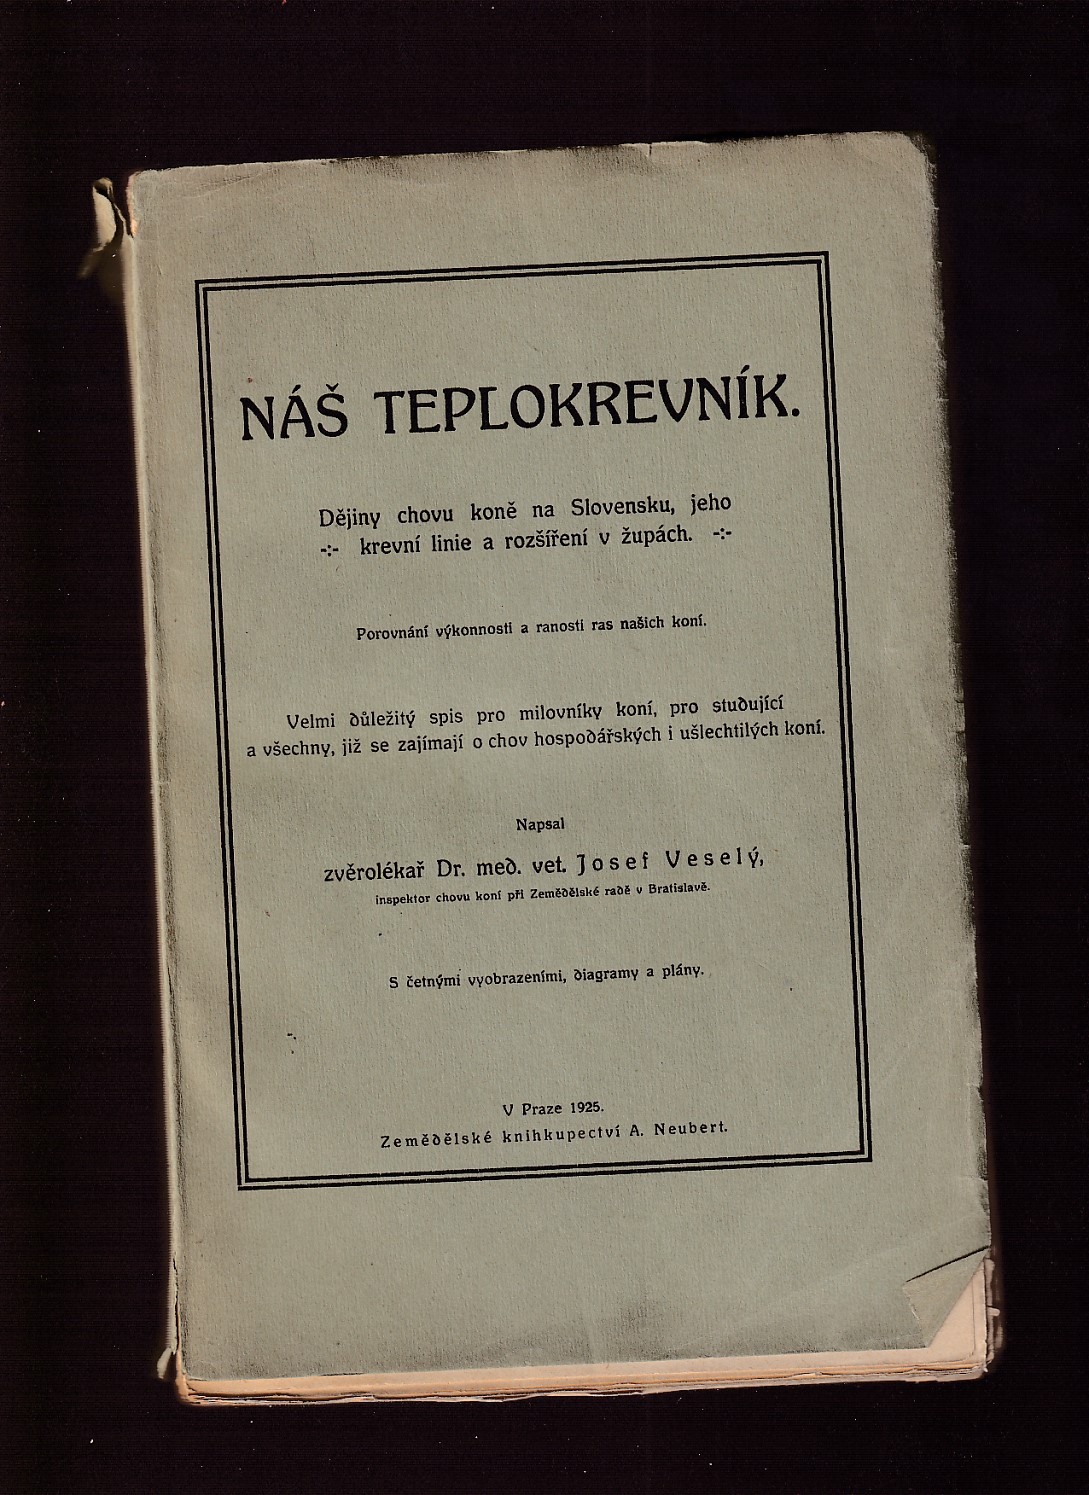 NÁŠ TEPLOKREVNÍK.
Dějiny chovu koně na Slovensku, jeho
-:- krevní linie a rozšíření v župách. -:-
Porovnání výkonnosti a ranosti ras našich koní.
Velmi důležitý spis pro milovníky koní, pro studující
a všechny, již se zajímají o chov hospodářských i ušlechtilých koní.
Napsal
zvěrolékař Dr. med. vet. Josef Veselý,
inspektor chovu koní při Zemědělské radě v Bratislavě.
S četnými vyobrazeními, diagramy a plány.
V Praze 1925.
Zemědělské knihkupectví A. Neubert.